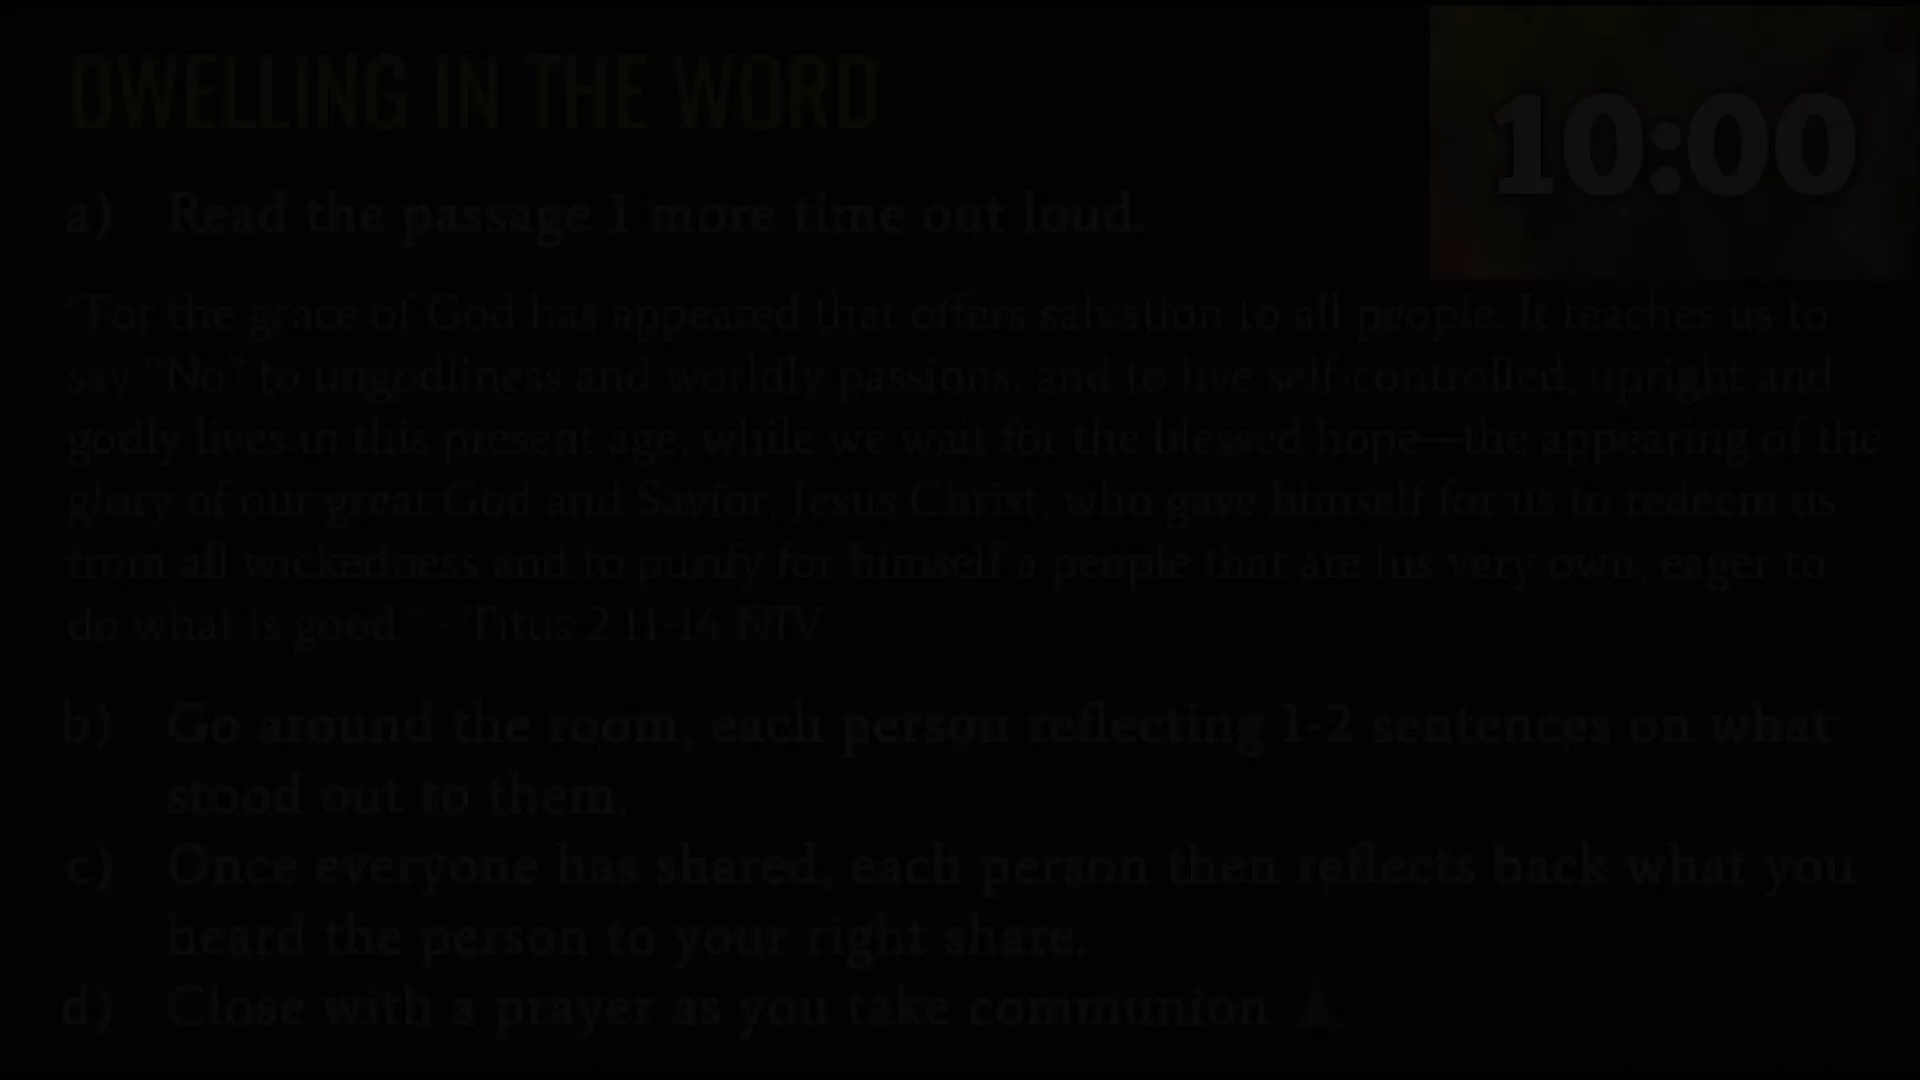 DWELLING IN THE WORD
10:00
a) Read the passage 1 more time out loud.
"For the grace of God has appeared that offers salvation to all people. It teaches us to
say "No" to ungodliness and worldly passions, and to live self-controlled, upright and
godly lives in this present age, while we wait for the blessed hope—the appearing of the
glory of our great God and Savior, Jesus Christ, who gave himself for us to redeem us
from all wickedness and to purify for himself a people that are his very own, eager to
do what is good." - Titus 2:11-14 NIV
b) Go around the room, each person reflecting 1-2 sentences on what
stood out to them.
c) Once everyone has shared, each person then reflects back what you
heard the person to your right share.
d) Close with a prayer as you take communion